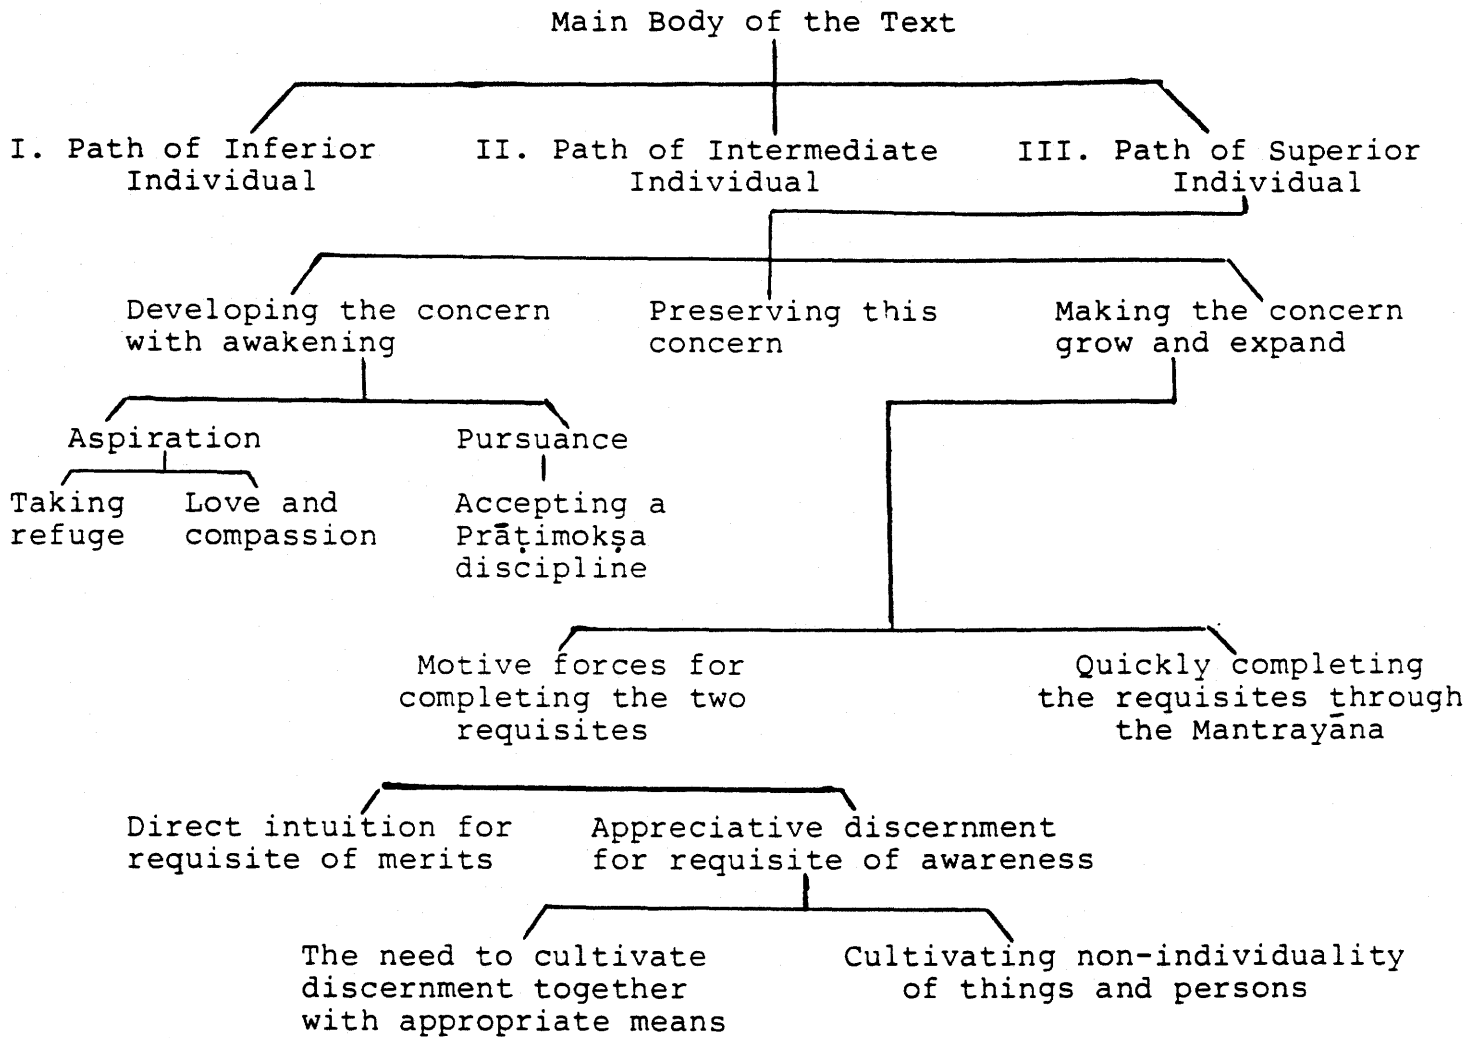 Main Body of the Text
I. Path of Inferior
Individual
II. Path of Intermediate
Individual
III. Path of Superior
Individual
Developing the concern
with awakening
Preserving this
concern
Making the concern
grow and expand
Aspiration
Pursuance
Taking
refuge
Love and
compassion
Accepting a
Prāṭimokṣa
discipline
Motive forces for
completing the two
requisites
Quickly completing
the requisites through
the Mantrayāna
Direct intuition for
requisite of merits
Appreciative discernment
for requisite of awareness
The need to cultivate
discernment together
with appropriate means
Cultivating non-individuality
of things and persons